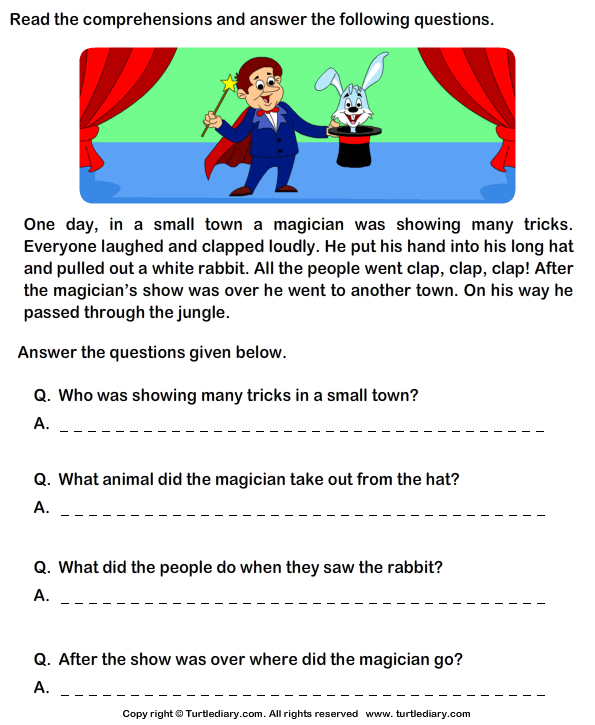 Read the comprehensions and answer the following questions.
One day, in a small town a magician was showing many tricks.
Everyone laughed and clapped loudly. He put his hand into his long hat
and pulled out a white rabbit. All the people went clap, clap, clap! After
the magician's show was over he went to another town. On his way he
passed through the jungle.
Answer the questions given below.
Q. Who was showing many tricks in a small town?
A. _ _ _ _ _ _ _ _ _ _ _ _ _ _ _ _ _ _ _ _ _ _ _ _ _ _ _ _ _ _ _ _ _ _ _
Q. What animal did the magician take out from the hat?
A. _ _ _ _ _ _ _ _ _ _ _ _ _ _ _ _ _ _ _ _ _ _ _ _ _ _ _ _ _ _ _ _ _ _ _
Q. What did the people do when they saw the rabbit?
A. _ _ _ _ _ _ _ _ _ _ _ _ _ _ _ _ _ _ _ _ _ _ _ _ _ _ _ _ _ _ _ _ _ _ _
Q. After the show was over where did the magician go?
A. _ _ _ _ _ _ _ _ _ _ _ _ _ _ _ _ _ _ _ _ _ _ _ _ _ _ _ _ _ _ _ _ _ _ _
Copy right © Turtlediary.com. All rights reserved www. turtlediary.com